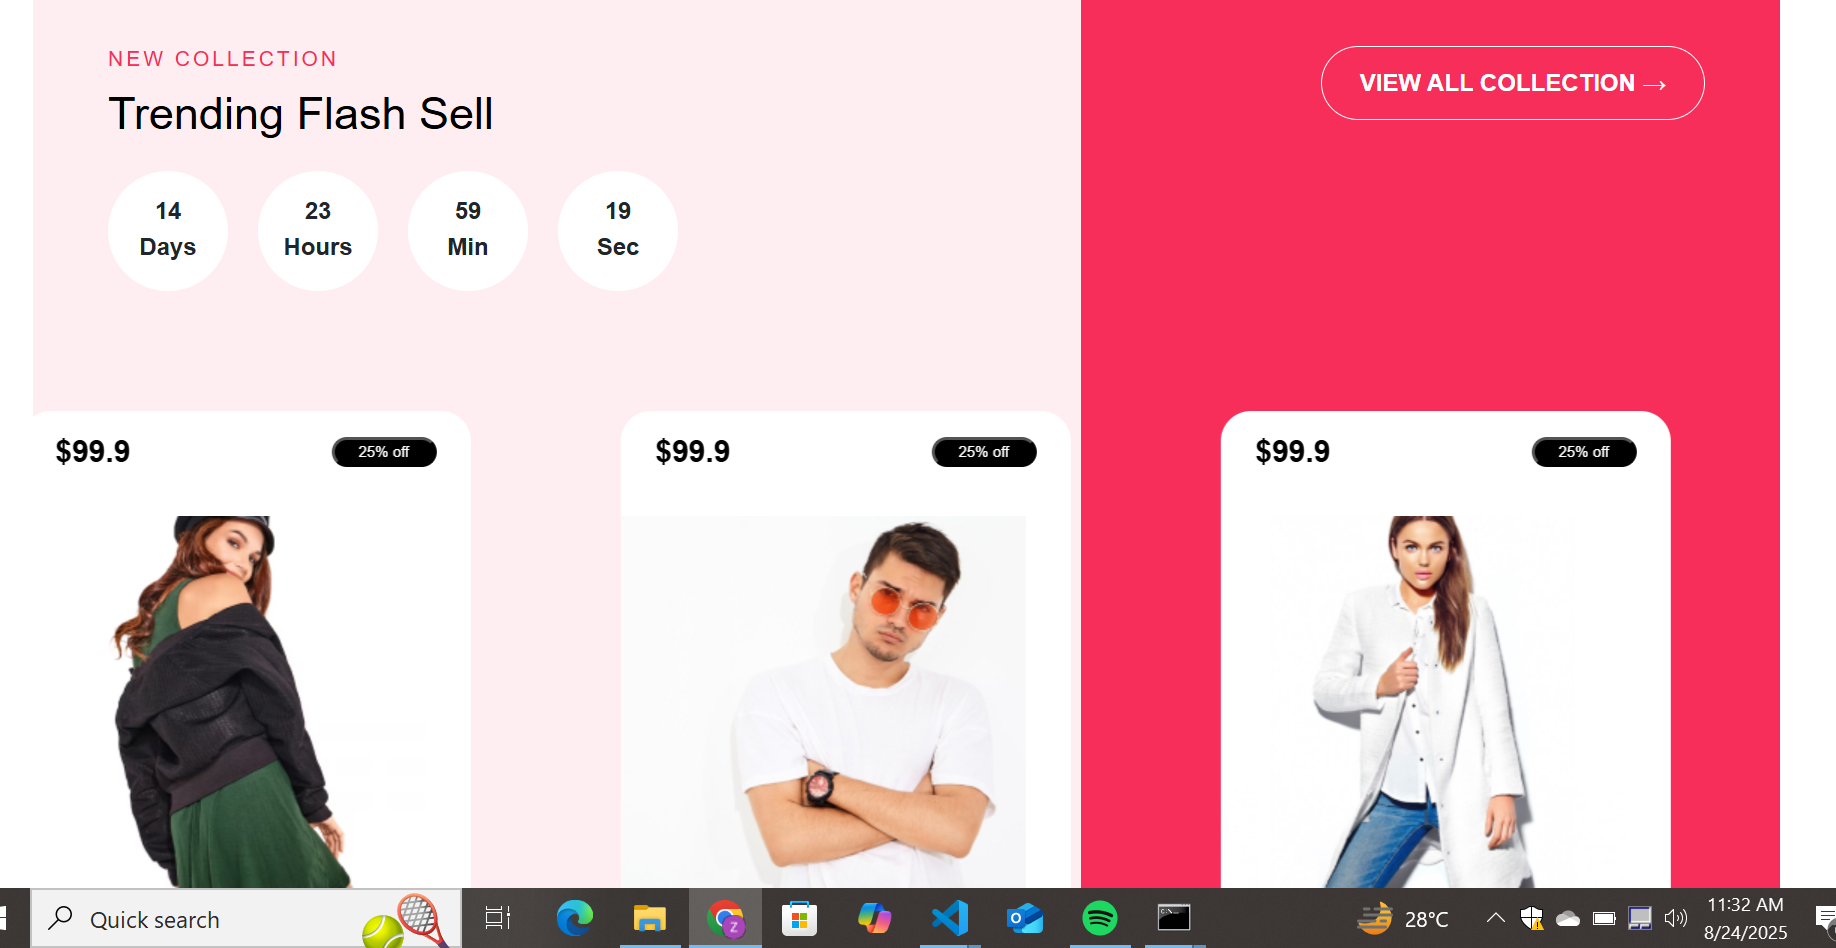 NEW COLLECTION
Trending Flash Sell
VIEW ALL COLLECTION →
14
Days
23
Hours
59
Min
19
Sec
$99.9
25% off
$99.9
25% off
$99.9
25% off
Quick search
28°C
11:32 AM
8/24/2025